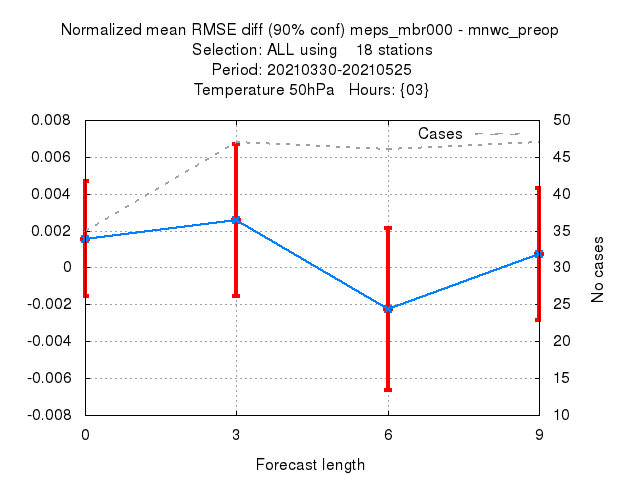 Normalized mean RMSE diff (90% conf) meps_mbr000 - mnwc_preop
Selection: ALL using    18 stations
Period: 20210330-20210525
Temperature 50hPa   Hours: {03}
Cases
0.008
0.006
0.004
0.002
0
-0.002
-0.004
-0.006
-0.008
50
45
40
35
30
25
20
15
10
No cases
0 3 6 9
Forecast length